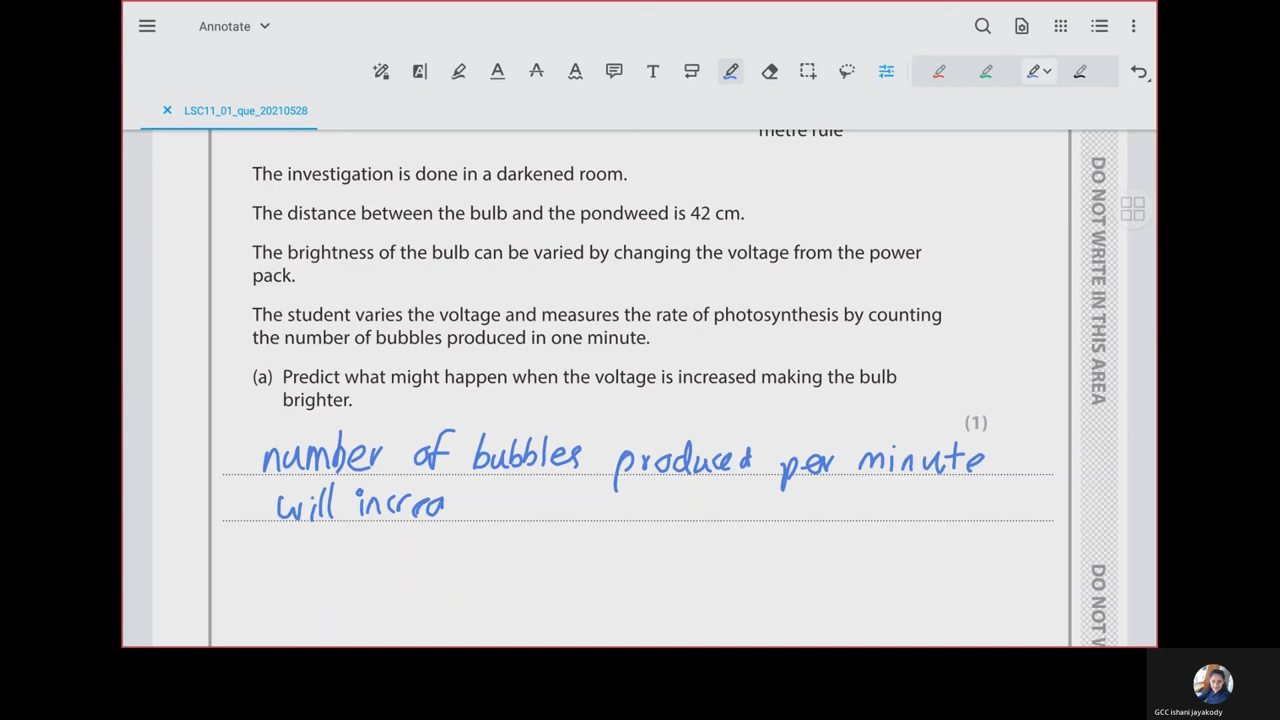 Annotate
LSC11_01_que_20210528
metre rule
The investigation is done in a darkened room.
The distance between the bulb and the pondweed is 42 cm.
The brightness of the bulb can be varied by changing the voltage from the power
pack.
The student varies the voltage and measures the rate of photosynthesis by counting
the number of bubbles produced in one minute.
(a) Predict what might happen when the voltage is increased making the bulb
brighter.
(1)
number of bubbles produced per minute
will increa
DO NOT WRITE IN THIS AREA
DO NOT W
GCC ishani jayakody